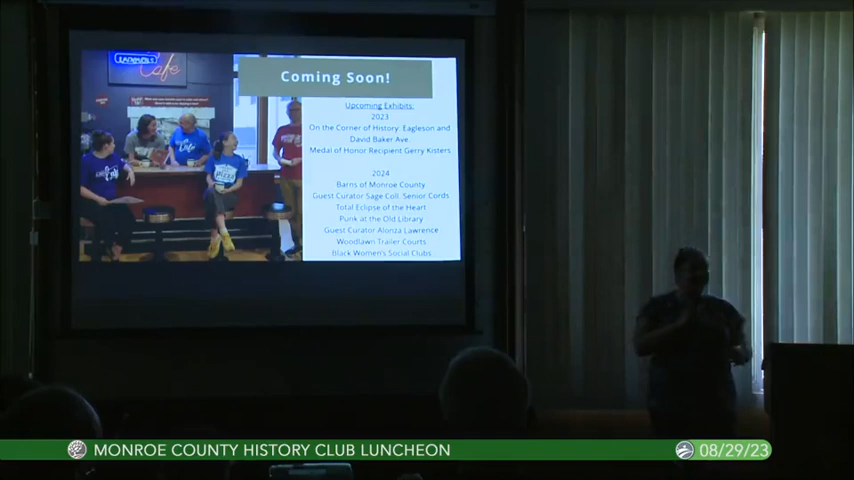 Cafe
Coming Soon!
Upcoming Exhibits:
2023
On the Corner of History: Eagleson and
David Baker Ave.
Medal of Honor Recipient Gerry Kisters
2024
Barns of Monroe County
Guest Curator Sage Coll. Senior Cords
Total Eclipse of the Heart
Punk at the Old Library
Guest Curator Alonza Lawrence
Woodlawn Trailer Courts
Black Women's Social Clubs
MONROE COUNTY HISTORY CLUB LUNCHEON
08/29/23